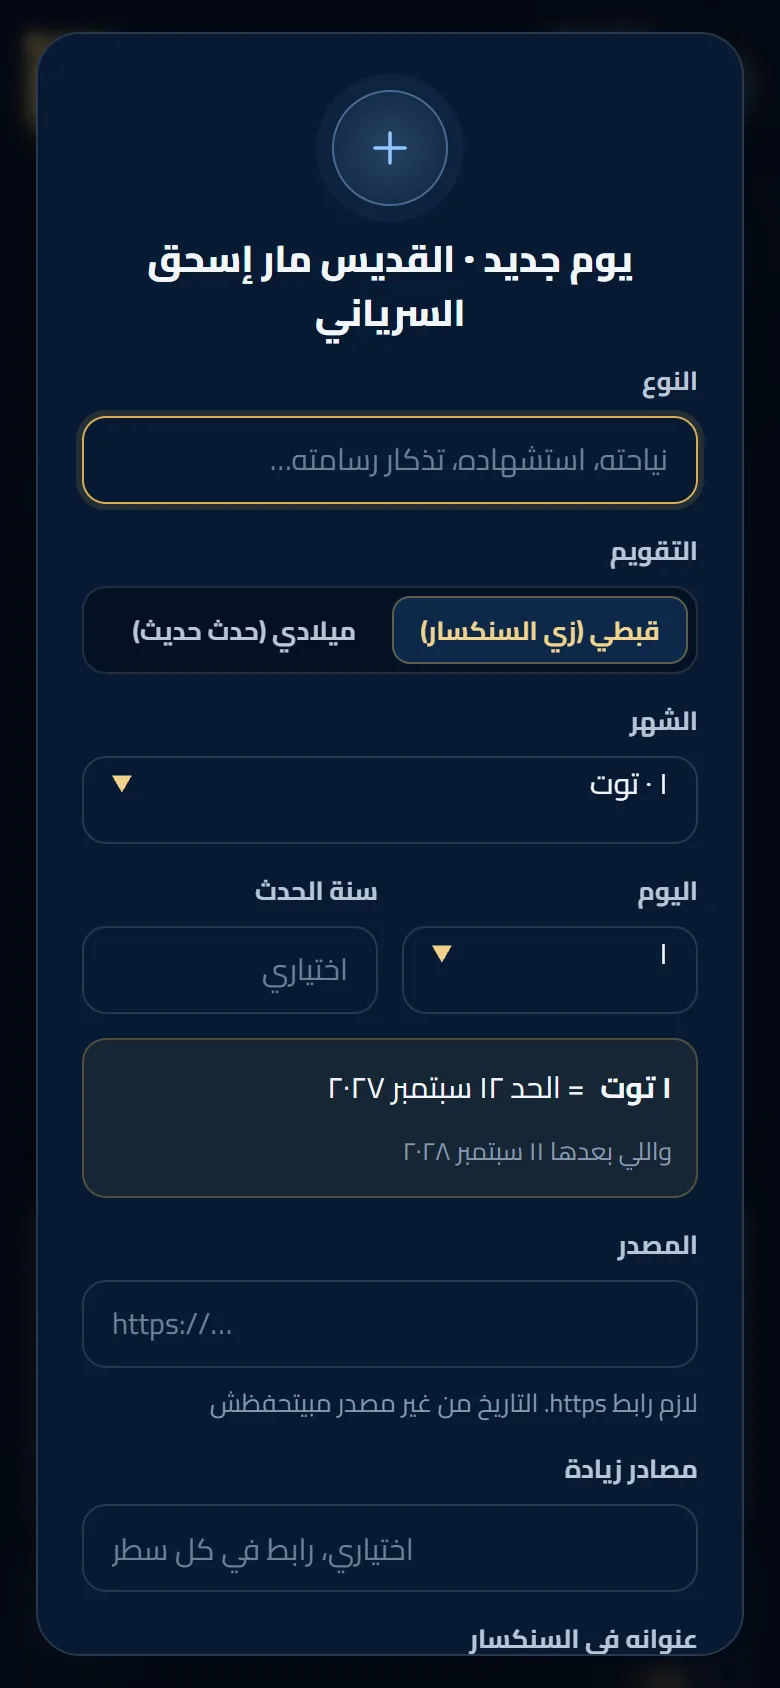 يوم جديد · القديس مار إسحق
السرياني
النوع
نياحته، استشهاده، تذكار رسامته...
التقويم
قبطي (زي السنكسار)
ميلادي (حدث حديث)
الشهر
١ · توت
اليوم
سنة الحدث
١
اختياري
١ توت = الحد ١٢ سبتمبر ٢٠٢٧
واللي بعدها ١١ سبتمبر ٢٠٢٨
المصدر
https://...
لازم رابط https. التاريخ من غير مصدر مبيتحفظش
مصادر زيادة
اختياري، رابط في كل سطر
عنوانه في السنكسار